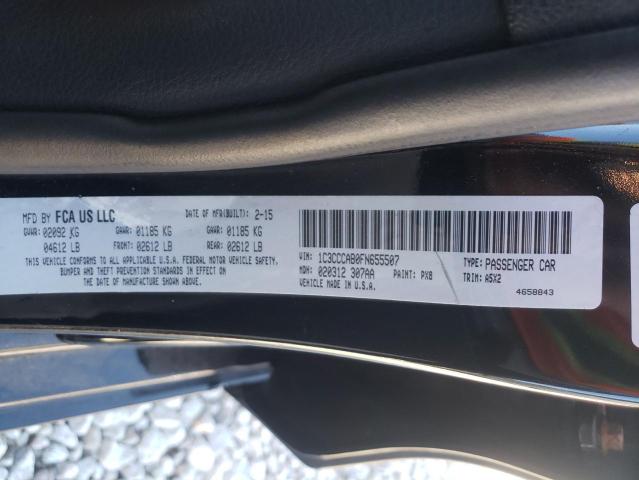 MFD BY FCA US LLC DATE OF MFR(BUILT): 2-15
GVWR: 02092 KG GAWR: 01185 KG GAWR: 01185 KG
04612 LB FRONT: 02612 LB REAR: 02612 LB
THIS VEHICLE CONFORMS TO ALL APPLICABLE U.S.A. FEDERAL MOTOR VEHICLE SAFETY,
BUMPER AND THEFT PREVENTION STANDARDS IN EFFECT ON
THE DATE OF MANUFACTURE SHOWN ABOVE.
VIN: 1C3CCCAB0FN655507 TYPE: PASSENGER CAR
MDH: 020312 307AA PAINT: PX8 TRIM: A5X2
VEHICLE MADE IN U.S.A. 4658843